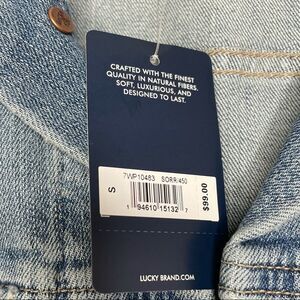 CRAFTED WITH THE FINEST
QUALITY IN NATURAL FIBERS.
SOFT, LUXURIOUS, AND
DESIGNED TO LAST.
7WP10463 SORR/450
S
1 94610 15132 7
$99.00
LUCKY BRAND.COM